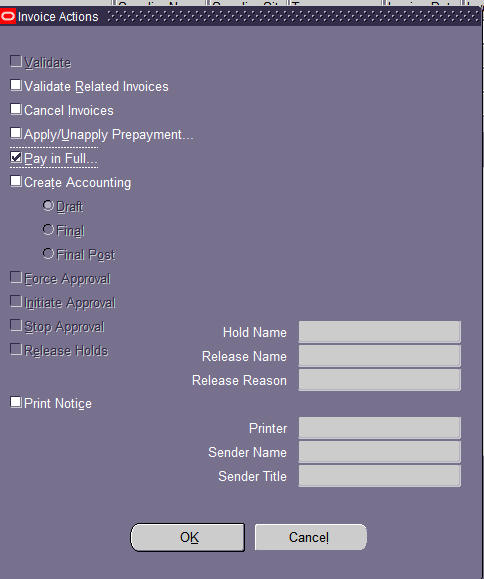 Invoice Actions
Validate
Validate Related Invoices
Cancel Invoices
Apply/Unapply Prepayment...
Pay in Full...
Create Accounting
Draft
Final
Final Post
Force Approval
Initiate Approval
Stop Approval
Hold Name
Release Holds
Release Name
Release Reason
Print Notice
Printer
Sender Name
Sender Title
OK
Cancel